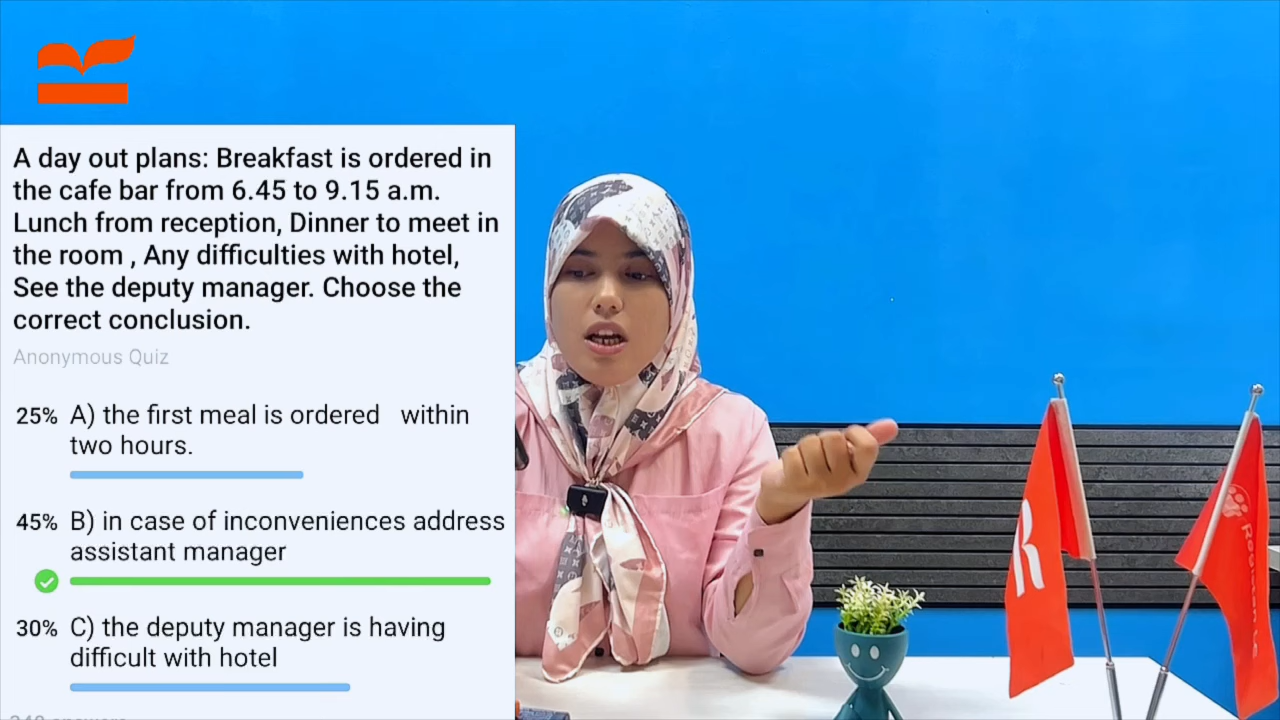 A day out plans: Breakfast is ordered in
the cafe bar from 6.45 to 9.15 a.m.
Lunch from reception, Dinner to meet in
the room , Any difficulties with hotel,
See the deputy manager. Choose the
correct conclusion.
Anonymous Quiz
25% A) the first meal is ordered within
two hours.
45% B) in case of inconveniences address
assistant manager
30% C) the deputy manager is having
difficult with hotel
R